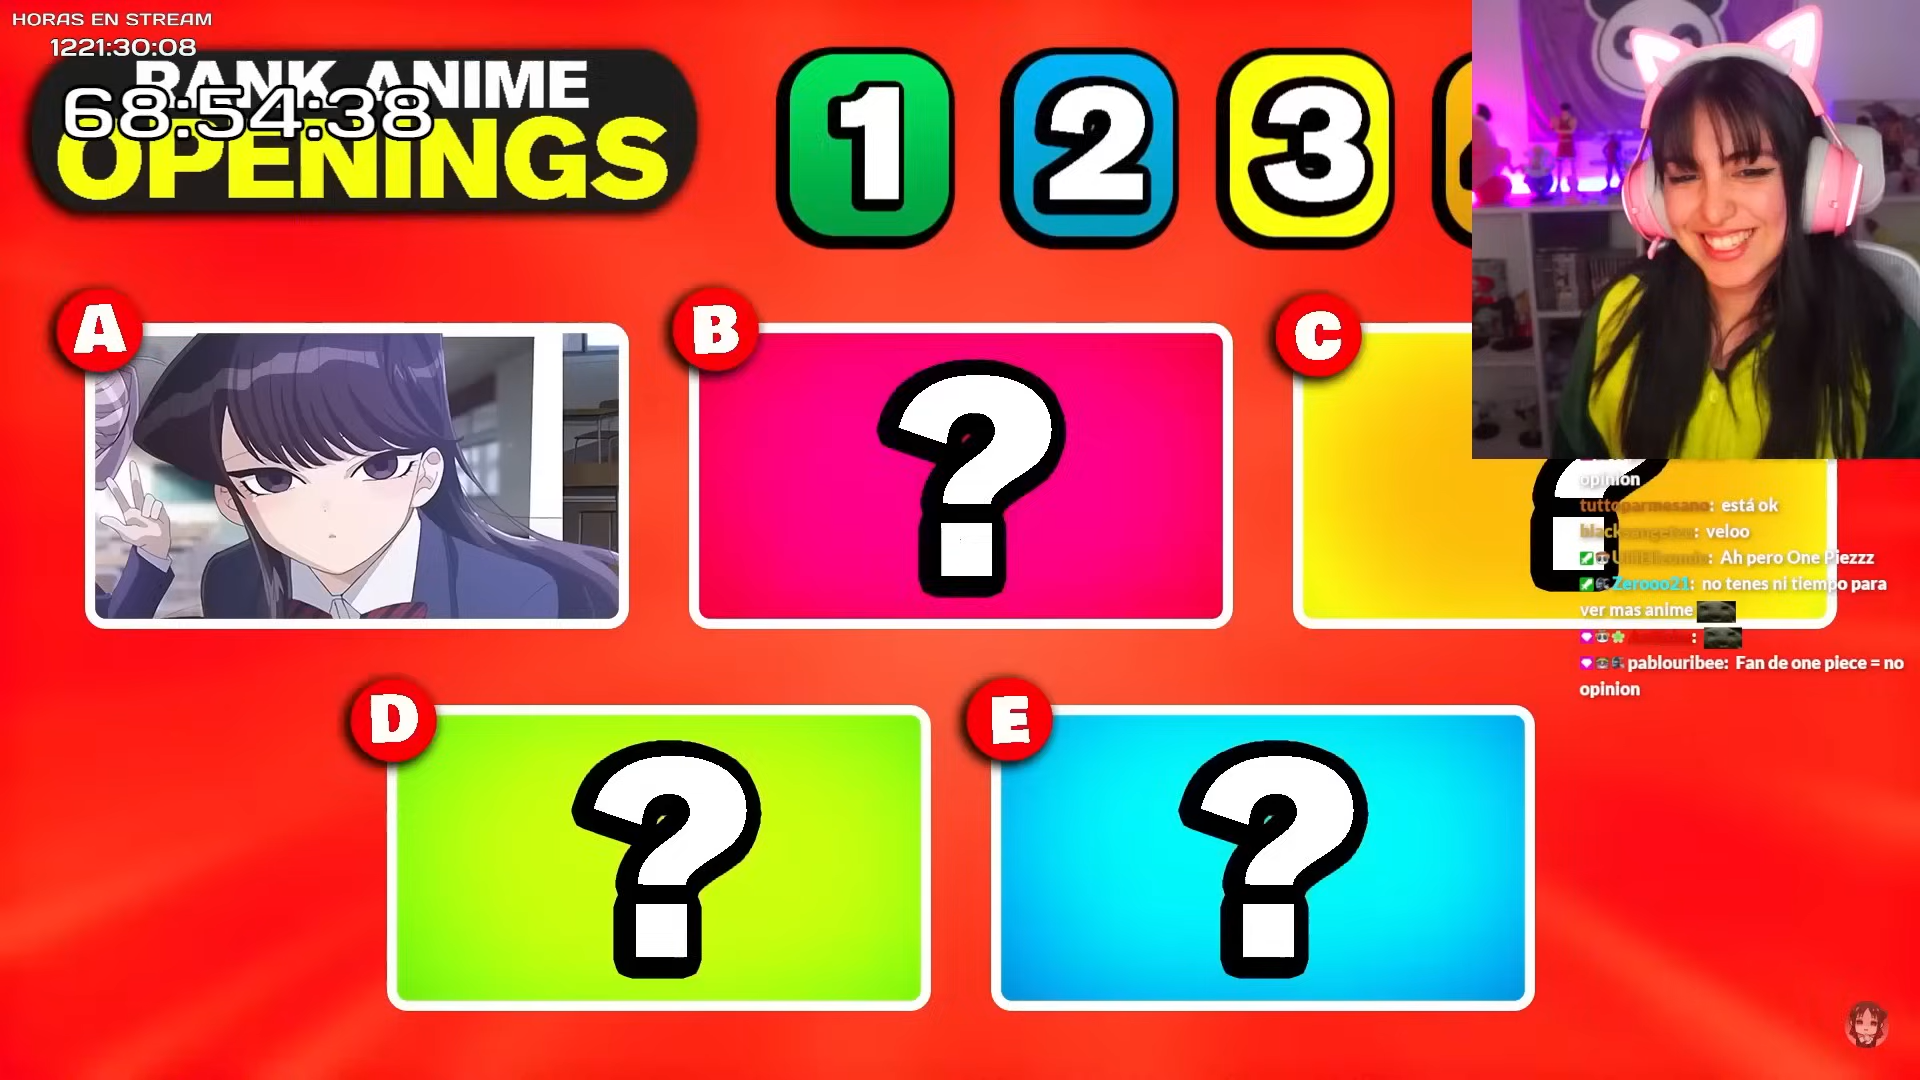 HORAS EN STREAM
1221:30:08
RANK ANIME
68:54:38
OPENINGS
1
2
3
A
B
?
C
?
opinion
tuttoparmesano: está ok
: veloo
: Ah pero One Piezzz
Zerooo21: no tenes ni tiempo para
ver mas anime
:
pablouribee: Fan de one piece = no
opinion
D
?
E
?